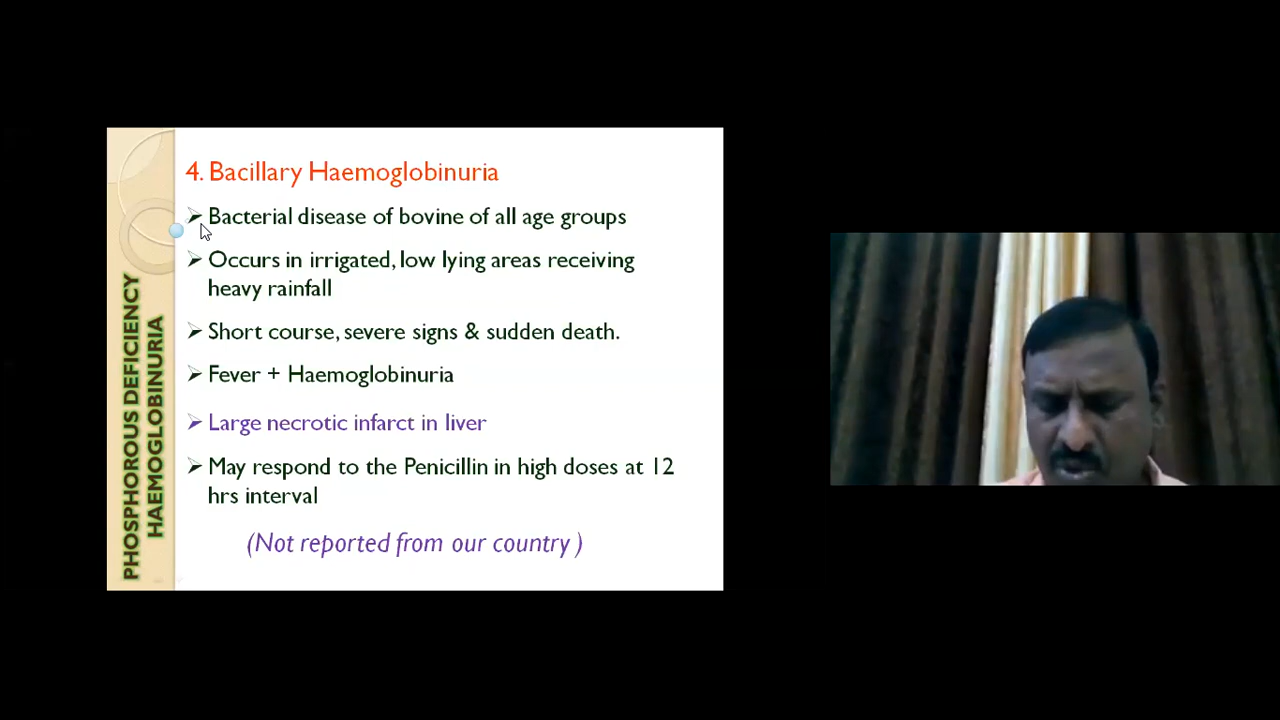 PHOSPHOROUS DEFICIENCY
HAEMOGLOBINURIA
4. Bacillary Haemoglobinuria
➢ Bacterial disease of bovine of all age groups
➢ Occurs in irrigated, low lying areas receiving
heavy rainfall
➢ Short course, severe signs & sudden death.
➢ Fever + Haemoglobinuria
➢ Large necrotic infarct in liver
➢ May respond to the Penicillin in high doses at 12
hrs interval
(Not reported from our country )